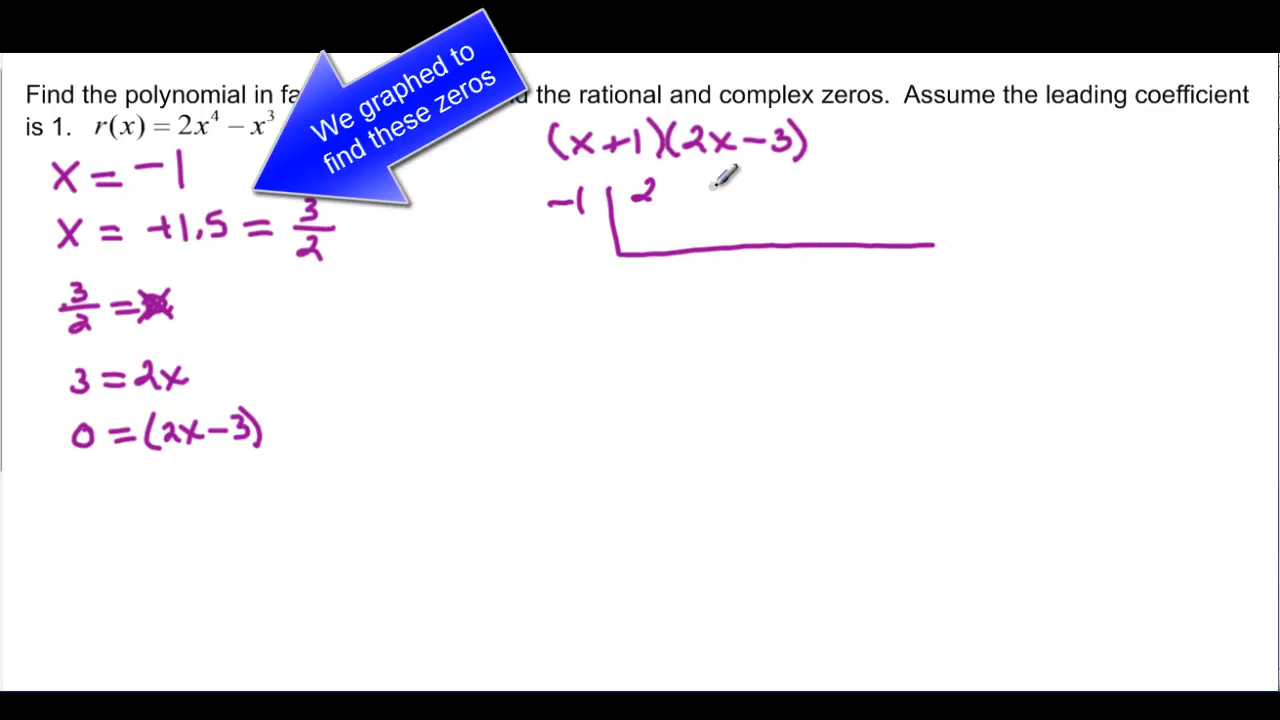 Find the polynomial in fa
the rational and complex zeros. Assume the leading coefficient
is 1. r(x) = 2x⁴ − x³
We graphed to
find these zeros
(x+1)(2x−3)
x = −1
−1 2
x = +1.5 = 3/2
3/2 =
3 = 2x
0 = (2x−3)